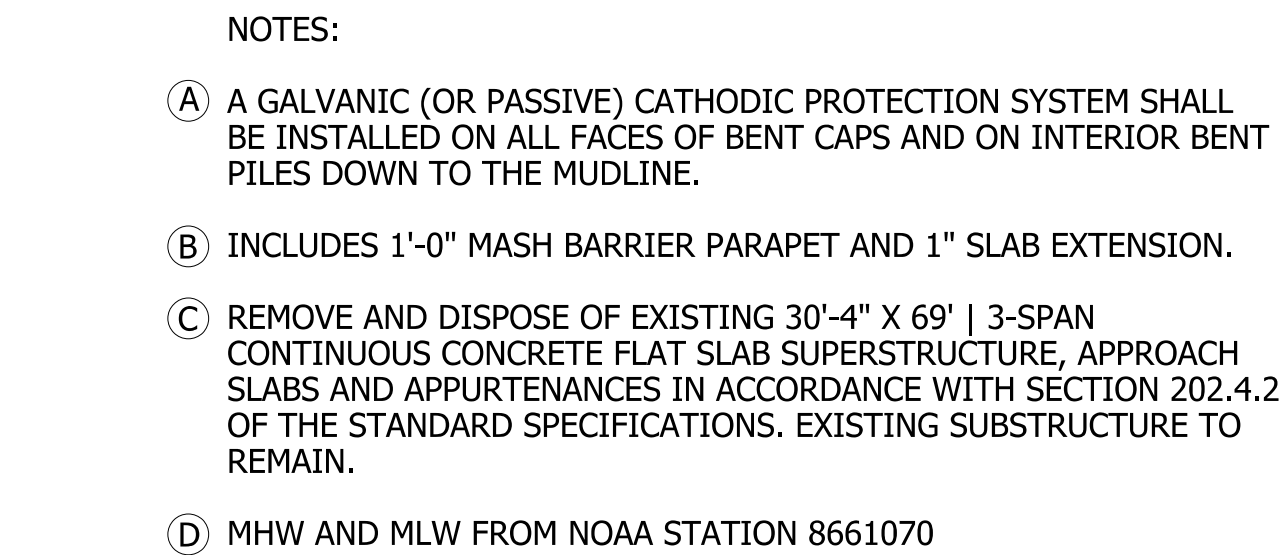 NOTES:
(A) A GALVANIC (OR PASSIVE) CATHODIC PROTECTION SYSTEM SHALL
BE INSTALLED ON ALL FACES OF BENT CAPS AND ON INTERIOR BENT
PILES DOWN TO THE MUDLINE.
(B) INCLUDES 1'-0" MASH BARRIER PARAPET AND 1" SLAB EXTENSION.
(C) REMOVE AND DISPOSE OF EXISTING 30'-4" X 69' | 3-SPAN
CONTINUOUS CONCRETE FLAT SLAB SUPERSTRUCTURE, APPROACH
SLABS AND APPURTENANCES IN ACCORDANCE WITH SECTION 202.4.2
OF THE STANDARD SPECIFICATIONS. EXISTING SUBSTRUCTURE TO
REMAIN.
(D) MHW AND MLW FROM NOAA STATION 8661070